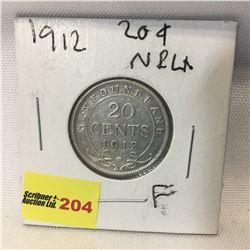 1912 20¢
NFLD
NEWFOUNDLAND
20
CENTS
1912
Scribner
Auction Ltd. 204
F